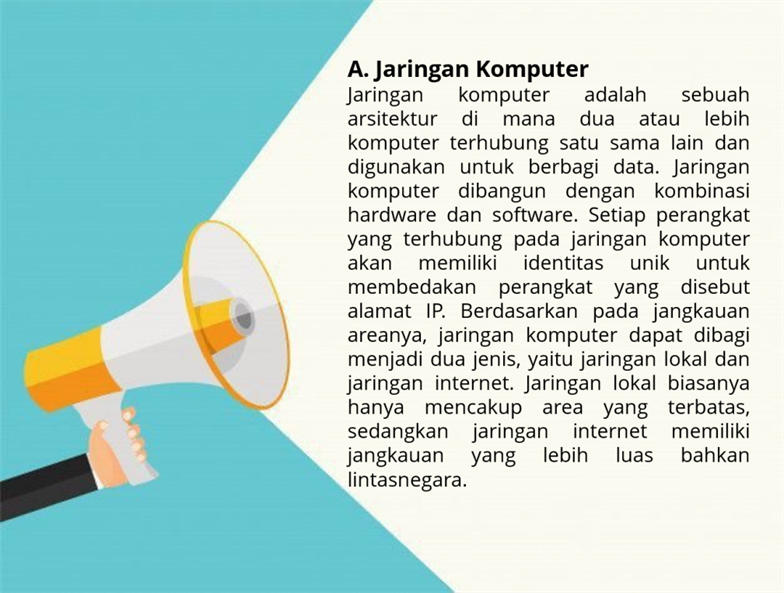 A. Jaringan Komputer
Jaringan komputer adalah sebuah
arsitektur di mana dua atau lebih
komputer terhubung satu sama lain dan
digunakan untuk berbagi data. Jaringan
komputer dibangun dengan kombinasi
hardware dan software. Setiap perangkat
yang terhubung pada jaringan komputer
akan memiliki identitas unik untuk
membedakan perangkat yang disebut
alamat IP. Berdasarkan pada jangkauan
areanya, jaringan komputer dapat dibagi
menjadi dua jenis, yaitu jaringan lokal dan
jaringan internet. Jaringan lokal biasanya
hanya mencakup area yang terbatas,
sedangkan jaringan internet memiliki
jangkauan yang lebih luas bahkan
lintasnegara.